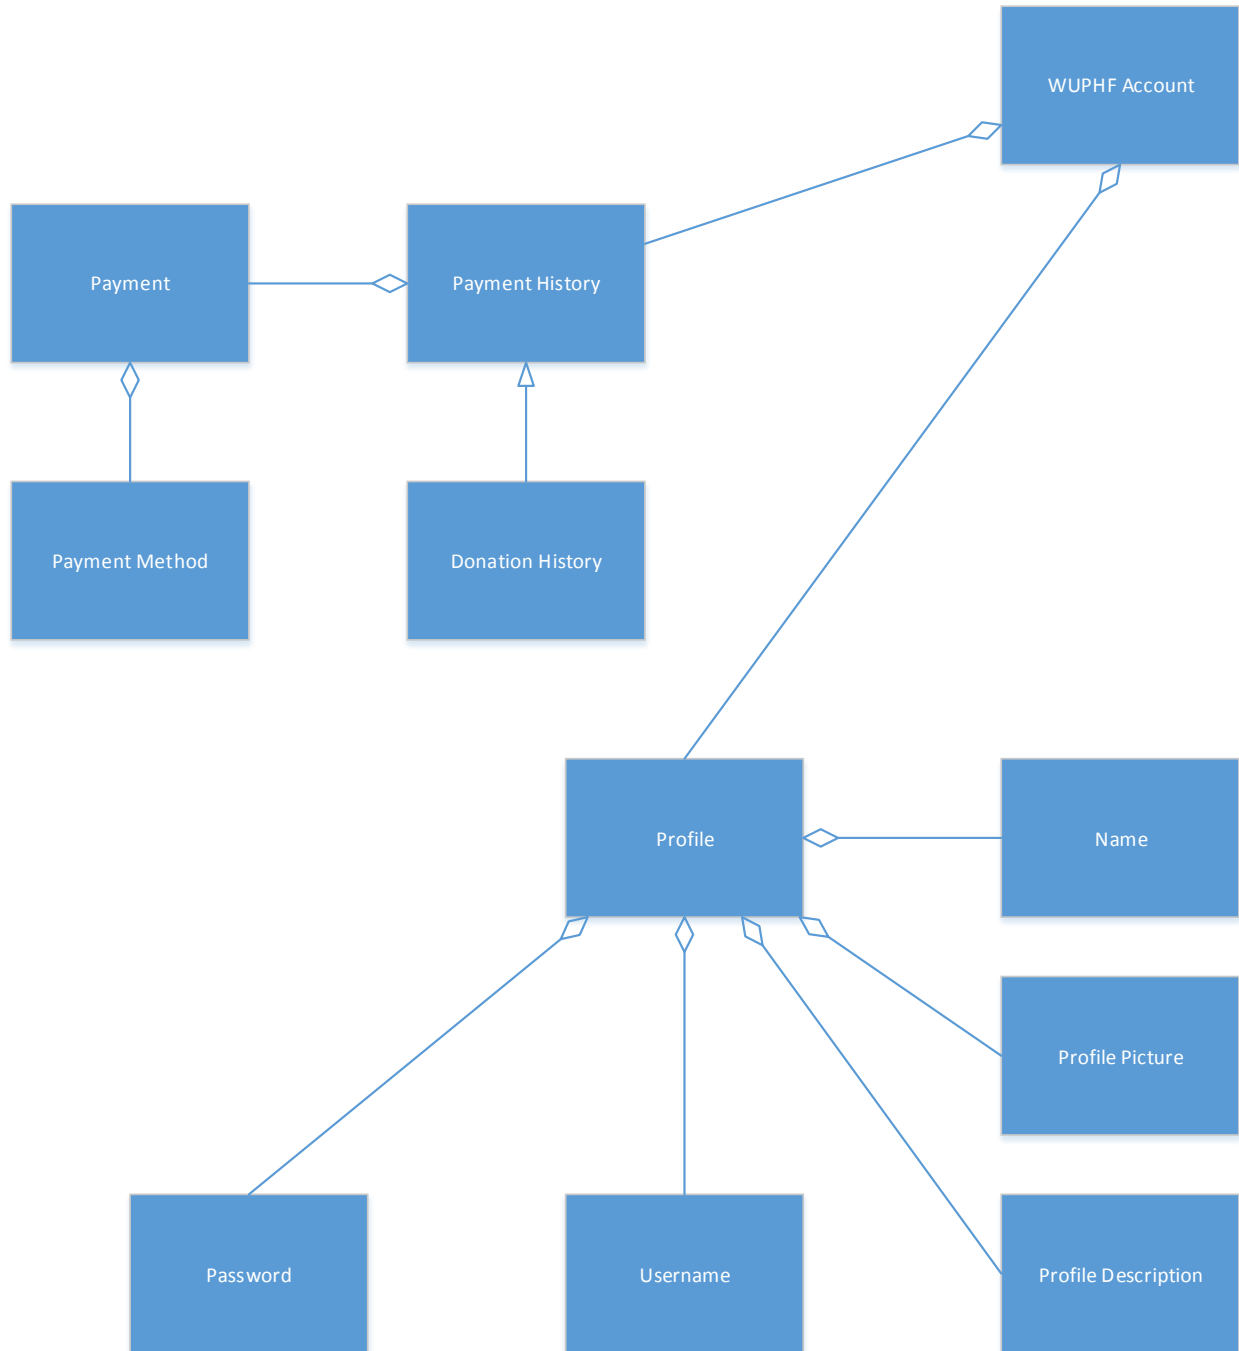 WUPHF Account
Payment
Payment History
Payment Method
Donation History
Profile
Name
Profile Picture
Password
Username
Profile Description